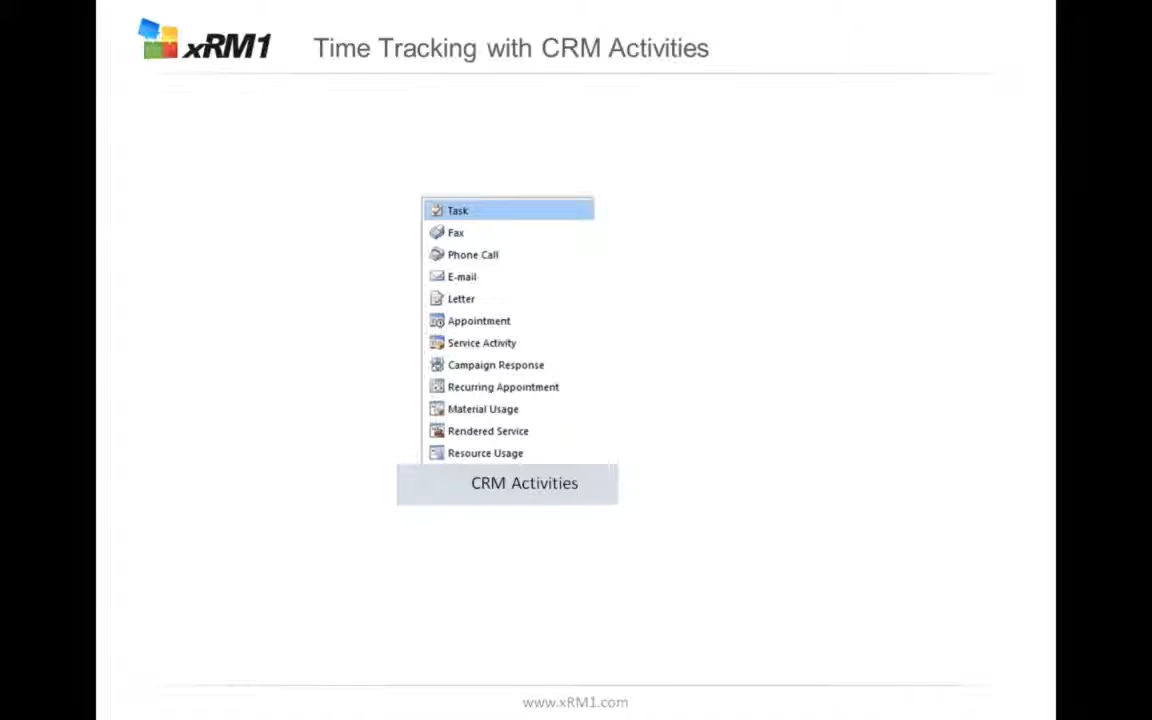 xRM1
Time Tracking with CRM Activities
Task
Fax
Phone Call
E-mail
Letter
Appointment
Service Activity
Campaign Response
Recurring Appointment
Material Usage
Rendered Service
Resource Usage
CRM Activities
www.xRM1.com